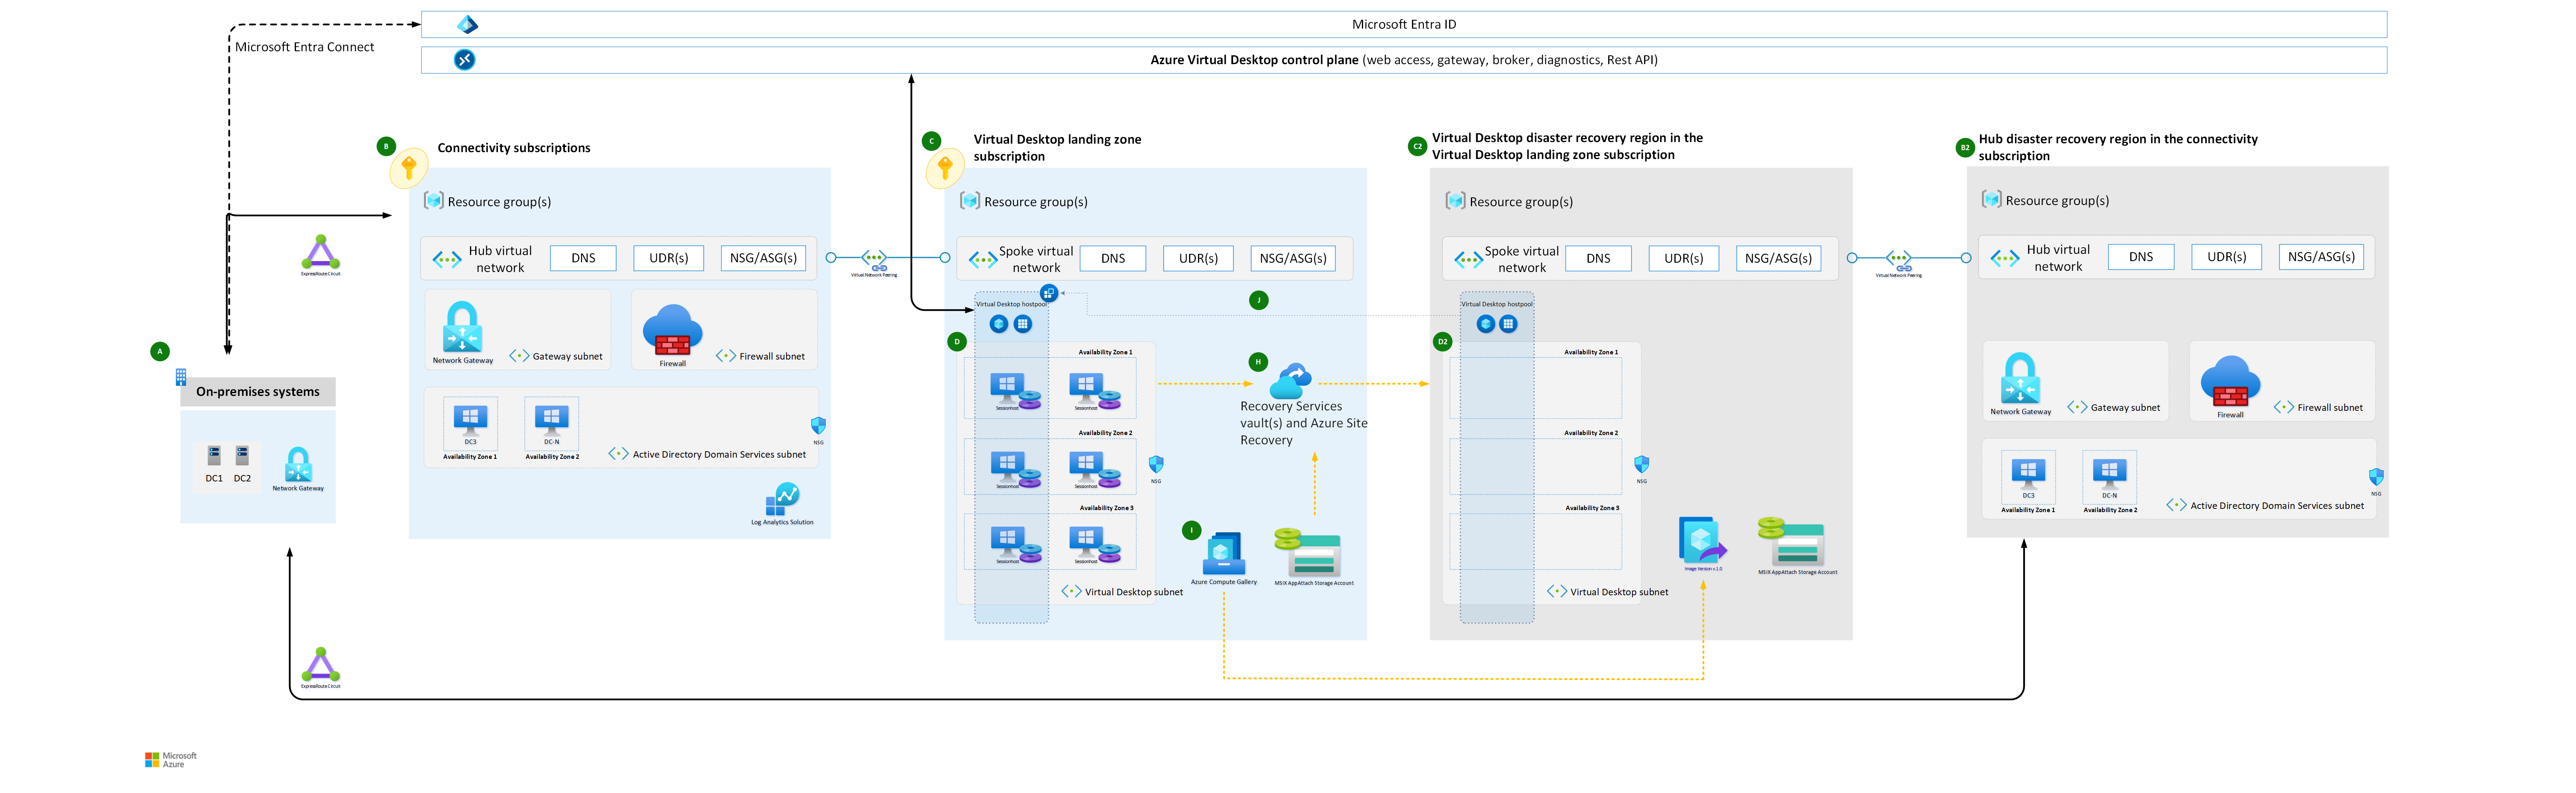 Microsoft Entra ID
Microsoft Entra Connect
Azure Virtual Desktop control plane (web access, gateway, broker, diagnostics, Rest API)
A
On-premises systems
DC1
DC2
Network Gateway
ExpressRoute Circuit
ExpressRoute Circuit
B
Connectivity subscriptions
Resource group(s)
Hub virtual
network
DNS
UDR(s)
NSG/ASG(s)
Network Gateway
Gateway subnet
Firewall
Firewall subnet
DC3
Availability Zone 1
DC-N
Availability Zone 2
Active Directory Domain Services subnet
NSG
Log Analytics Solution
Virtual Network Peering
C
Virtual Desktop landing zone
subscription
Resource group(s)
Spoke virtual
network
DNS
UDR(s)
NSG/ASG(s)
Virtual Desktop hostpool
J
D
Availability Zone 1
Sessionhost
Sessionhost
Availability Zone 2
Sessionhost
Sessionhost
Availability Zone 3
Sessionhost
Sessionhost
NSG
Virtual Desktop subnet
H
Recovery Services
vault(s) and Azure Site
Recovery
I
Azure Compute Gallery
MSIX AppAttach Storage Account
C2
Virtual Desktop disaster recovery region in the
Virtual Desktop landing zone subscription
Resource group(s)
Spoke virtual
network
DNS
UDR(s)
NSG/ASG(s)
Virtual Desktop hostpool
D2
Availability Zone 1
Availability Zone 2
Availability Zone 3
NSG
Virtual Desktop subnet
Image Version v.1.0
MSIX AppAttach Storage Account
Virtual Network Peering
B2
Hub disaster recovery region in the connectivity
subscription
Resource group(s)
Hub virtual
network
DNS
UDR(s)
NSG/ASG(s)
Network Gateway
Gateway subnet
Firewall
Firewall subnet
DC3
Availability Zone 1
DC-N
Availability Zone 2
Active Directory Domain Services subnet
NSG
Microsoft
Azure